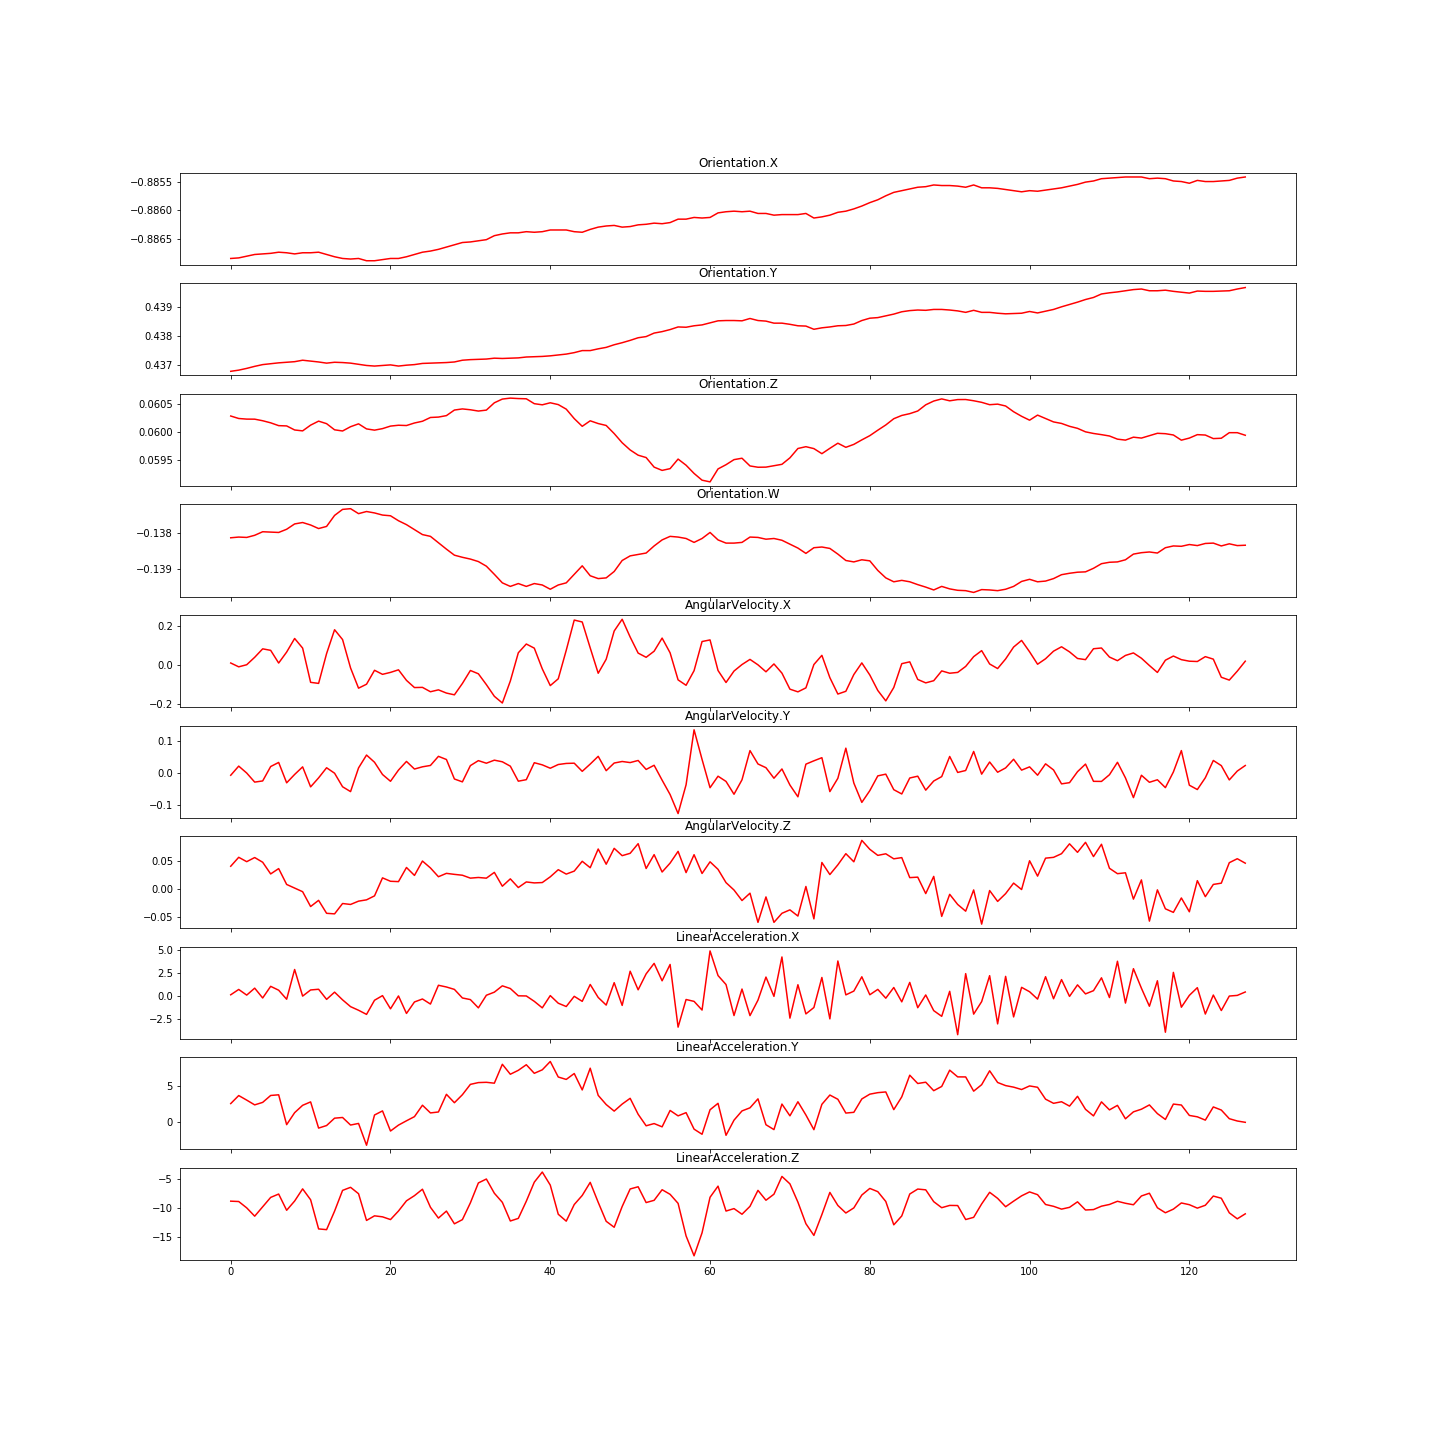 Orientation.X
−0.8855
−0.8860
−0.8865
Orientation.Y
0.439
0.438
0.437
Orientation.Z
0.0605
0.0600
0.0595
Orientation.W
−0.138
−0.139
AngularVelocity.X
0.2
0.0
−0.2
AngularVelocity.Y
0.1
0.0
−0.1
AngularVelocity.Z
0.05
0.00
−0.05
LinearAcceleration.X
5.0
2.5
0.0
−2.5
LinearAcceleration.Y
5
0
LinearAcceleration.Z
−5
−10
−15
0 20 40 60 80 100 120